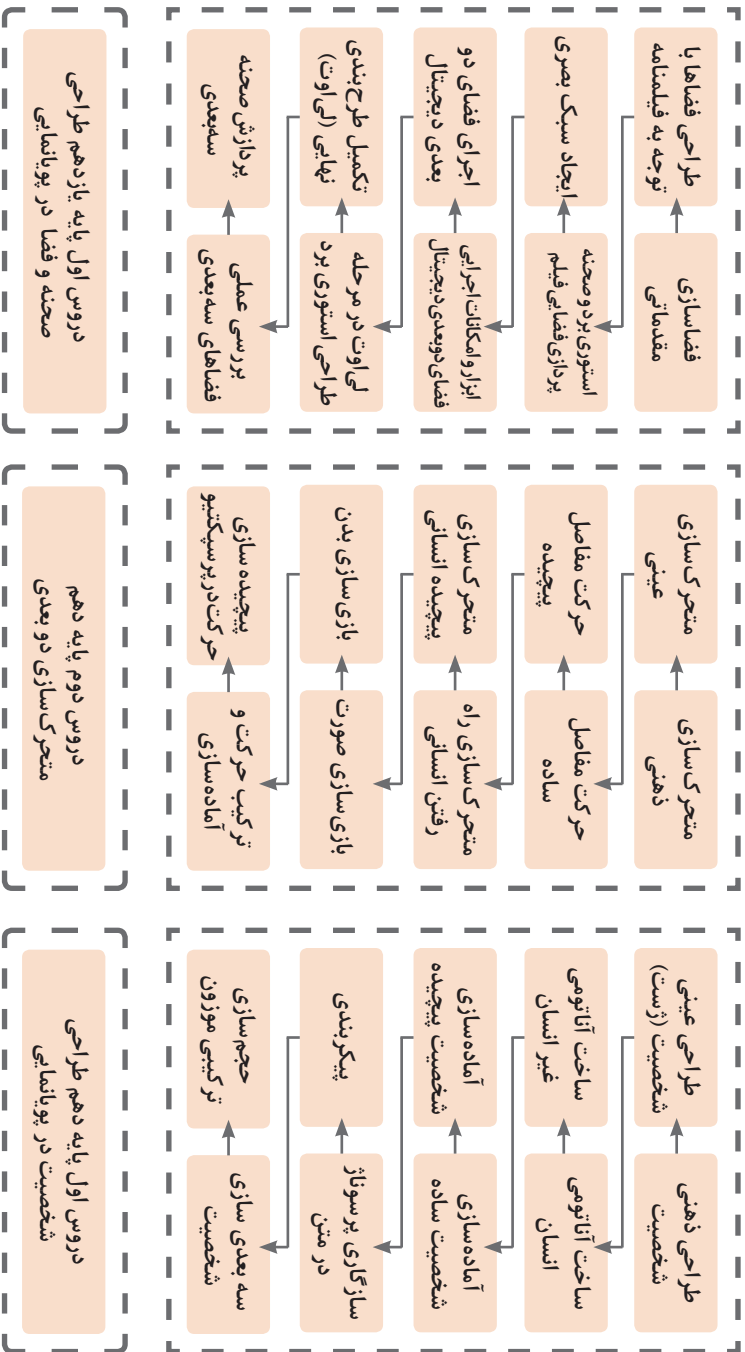 طراحی ذهنی
شخصیت
طراحی عینی
شخصیت (ژست)
ساخت آناتومی
انسان
ساخت آناتومی
غیر انسان
آماده‌سازی
شخصیت ساده
آماده‌سازی
شخصیت پیچیده
سازگاری پرسوناژ
در متن
پیکربندی
سه بعدی سازی
شخصیت
حجم‌سازی
ترکیبی موزون
دروس اول پایه دهم طراحی
شخصیت در پویانمایی
متحرک‌سازی
ذهنی
متحرک‌سازی
عینی
حرکت مفاصل
ساده
حرکت مفاصل
پیچیده
متحرک‌سازی راه
رفتن انسانی
متحرک‌سازی
پیچیده انسانی
بازی‌سازی صورت
بازی‌سازی بدن
ترکیب حرکت و
آماده‌سازی
پیچیده‌سازی
حرکت در پرسپکتیو
دروس دوم پایه دهم
متحرک‌سازی دو بعدی
فضاسازی
مقدماتی
طراحی فضاها با
توجه به فیلمنامه
استوری برد و صحنه
پردازی فضایی فیلم
ایجاد سبک بصری
ابزار و امکانات اجرایی
فضای دوبعدی دیجیتال
اجرای فضای دو
بعدی دیجیتال
لی‌اوت در مرحله
طراحی استوری برد
تکمیل طرح‌بندی
نهایی (لی‌اوت)
بررسی عملی
فضاهای سه‌بعدی
پردازش صحنه
سه‌بعدی
دروس اول پایه یازدهم طراحی
صحنه و فضا در پویانمایی